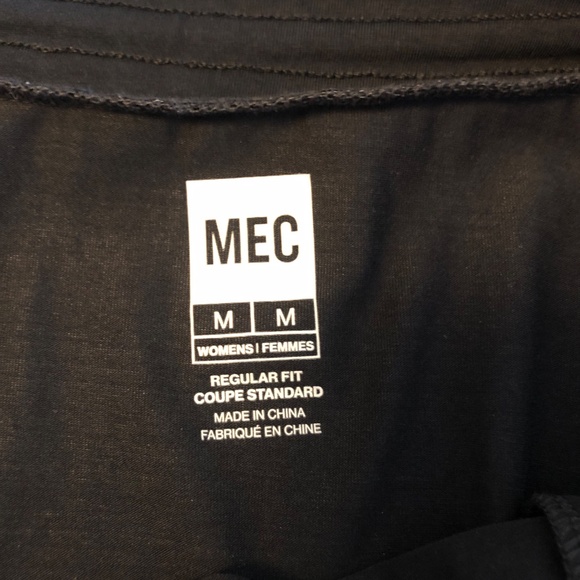 MEC
M M
WOMENS | FEMMES
REGULAR FIT
COUPE STANDARD
MADE IN CHINA
FABRIQUÉ EN CHINE